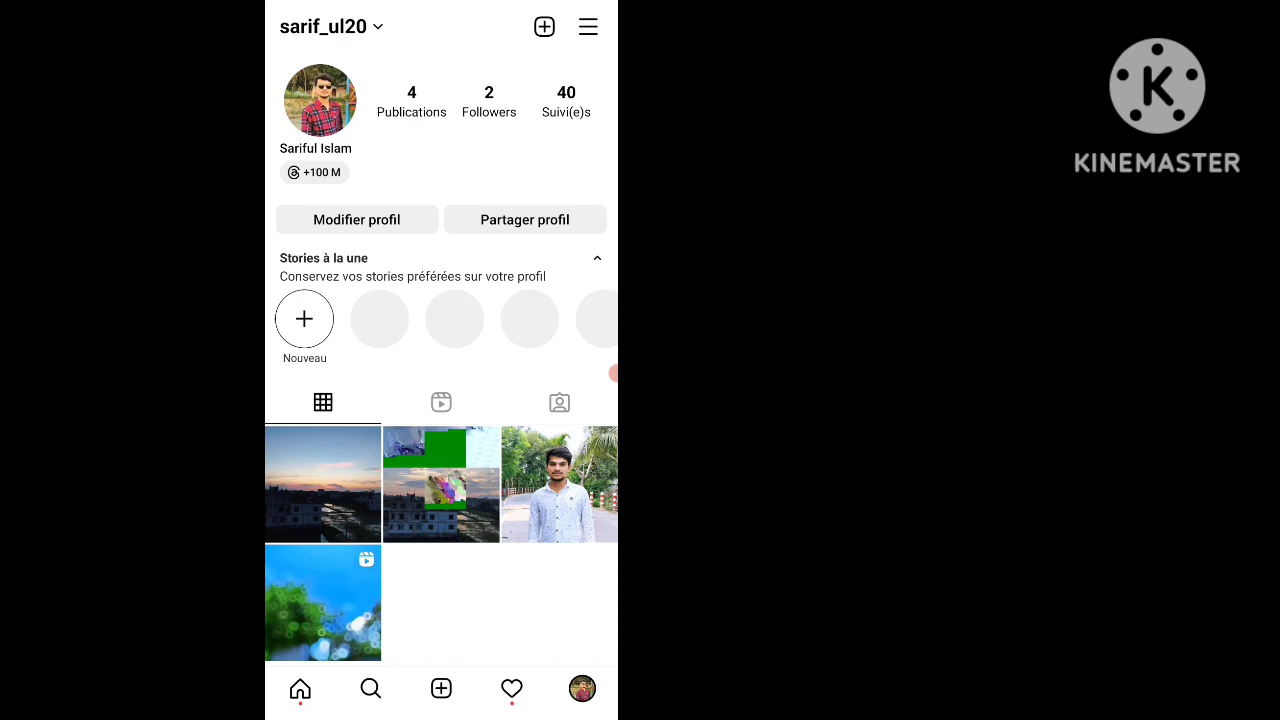 sarif_ul20
4 2 40
Publications Followers Suivi(e)s
Sariful Islam
+100 M
Modifier profil Partager profil
Stories à la une
Conservez vos stories préférées sur votre profil
Nouveau
K
KINEMASTER